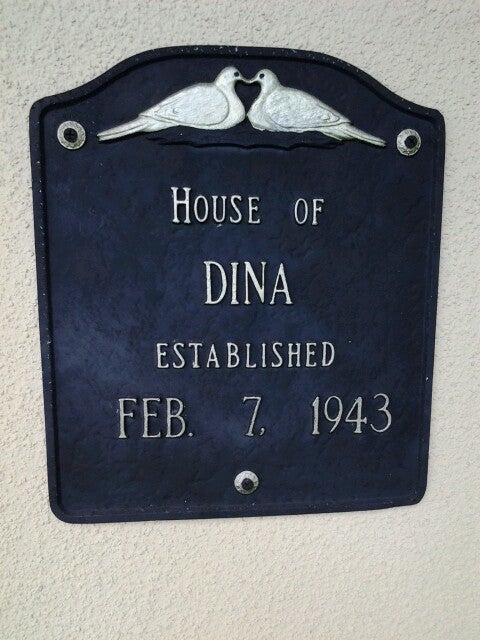 HOUSE OF
DINA
ESTABLISHED
FEB. 7, 1943